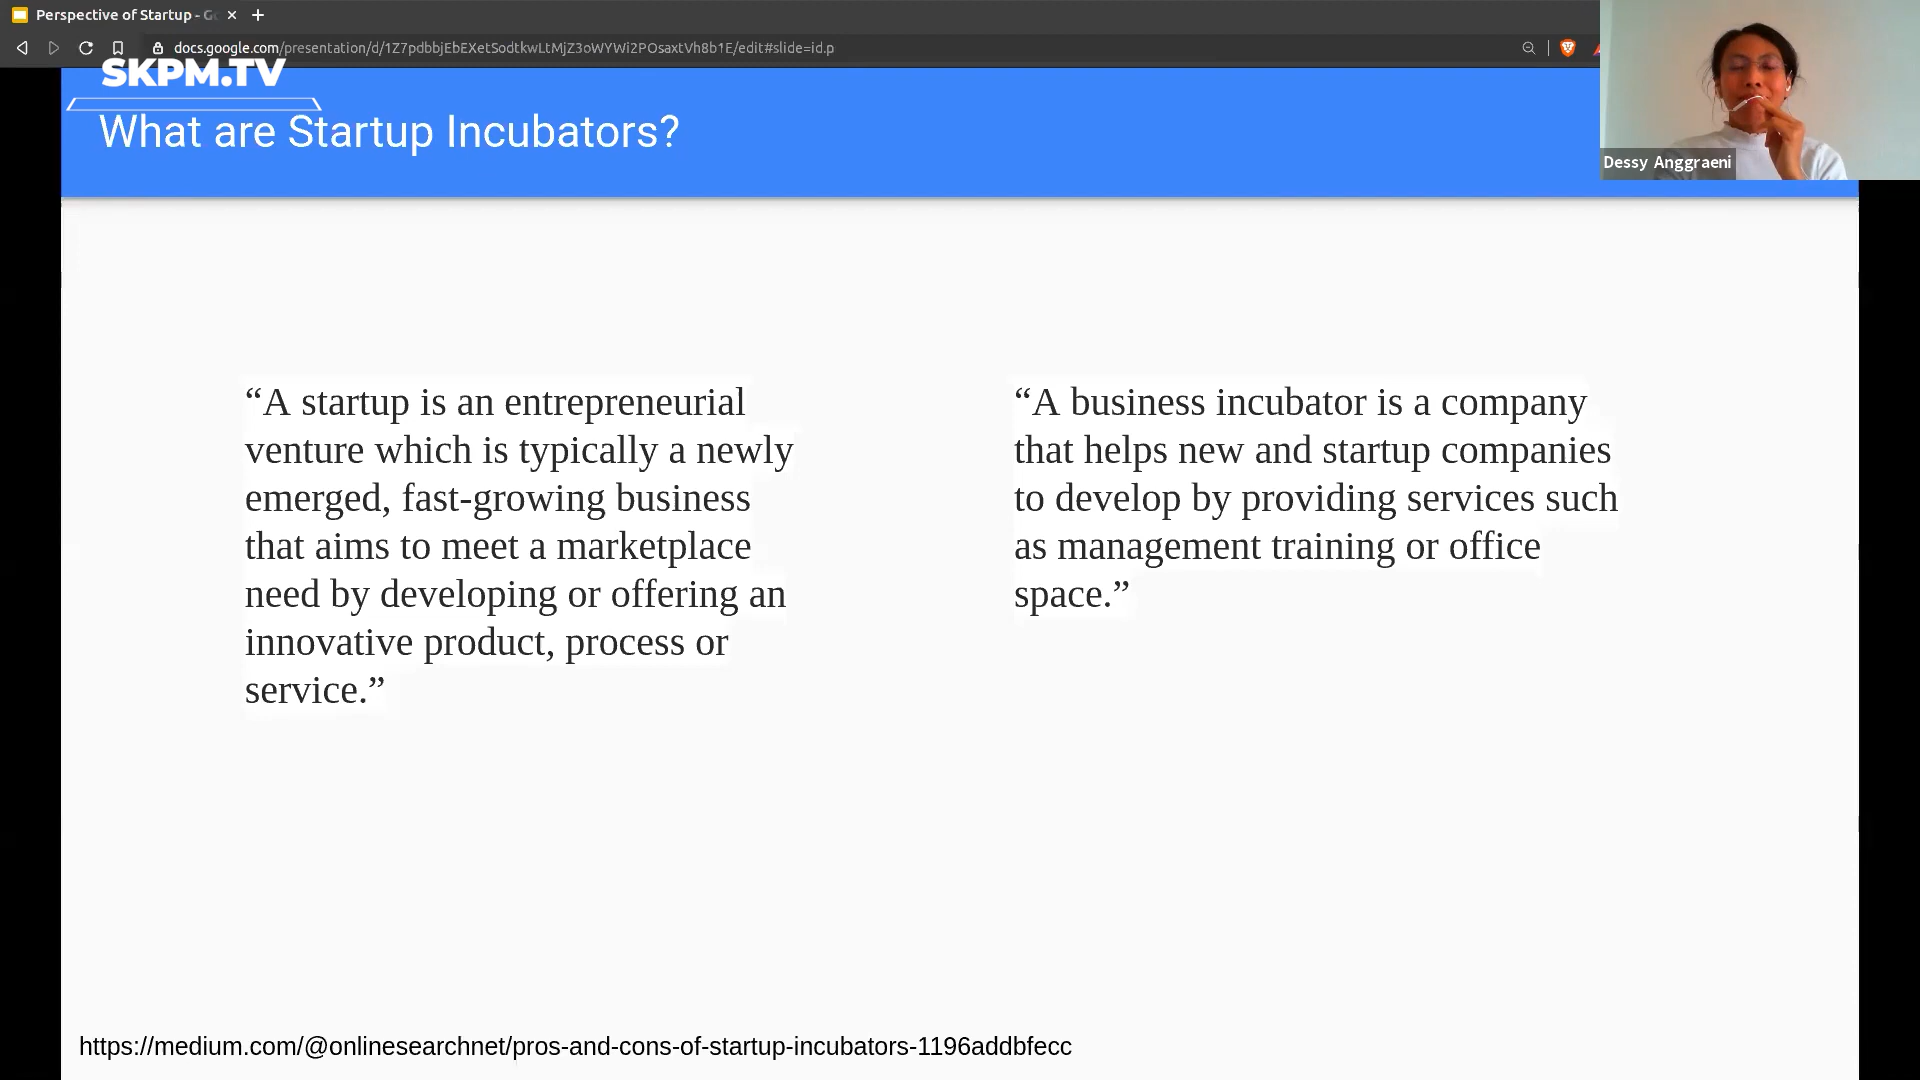 Perspective of Startup - Go
docs.google.com/presentation/d/1Z7pdbbjEbEXetSodtkwLtMjZ3oWYWi2POsaxtVh8b1E/edit#slide=id.p
SKPM.TV
What are Startup Incubators?
Dessy Anggraeni
“A startup is an entrepreneurial
venture which is typically a newly
emerged, fast-growing business
that aims to meet a marketplace
need by developing or offering an
innovative product, process or
service.”
“A business incubator is a company
that helps new and startup companies
to develop by providing services such
as management training or office
space.”
https://medium.com/@onlinesearchnet/pros-and-cons-of-startup-incubators-1196addbfecc